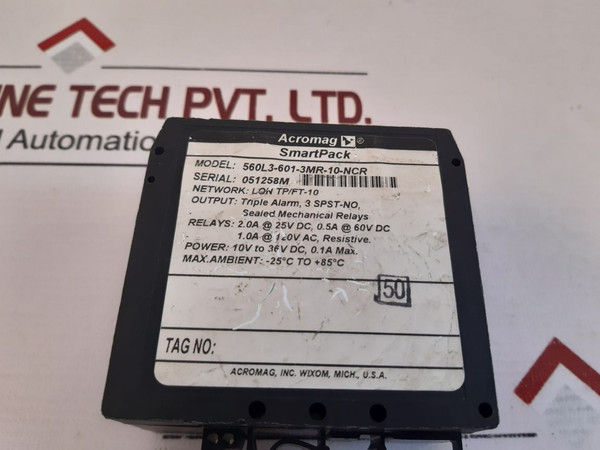 INE TECH PVT. LTD.
Automation
Acromag ®
SmartPack
MODEL: 560L3-601-3MR-10-NCR
SERIAL: 051258M
NETWORK: LON TP/FT-10
OUTPUT: Triple Alarm, 3 SPST-NO,
Sealed Mechanical Relays
RELAYS: 2.0A @ 25V DC, 0.5A @ 60V DC
1.0A @ 120V AC, Resistive.
POWER: 10V to 36V DC, 0.1A Max.
MAX.AMBIENT: -25°C TO +85°C
50
TAG NO:
ACROMAG, INC. WIXOM, MICH., U.S.A.